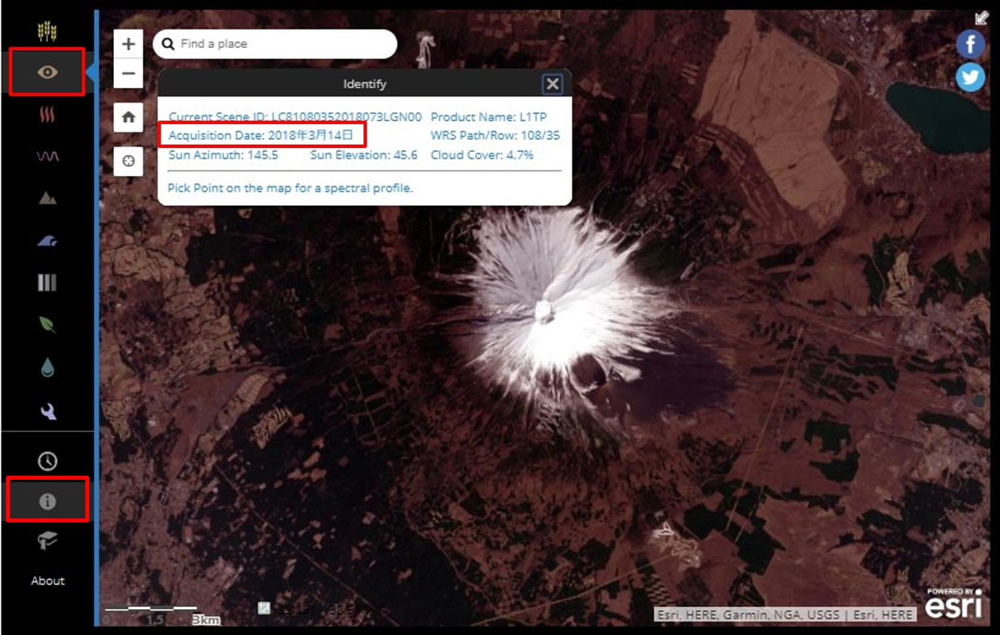 Find a place
Identify
Current Scene ID: LC81080352018073LGN00 Product Name: L1TP
Acquisition Date: 2018年3月14日 WRS Path/Row: 108/35
Sun Azimuth: 145.5 Sun Elevation: 45.6 Cloud Cover: 4.7%
Pick Point on the map for a spectral profile.
About
0 1.5 3km
POWERED BY
esri
Esri, HERE, Garmin, NGA, USGS | Esri, HERE